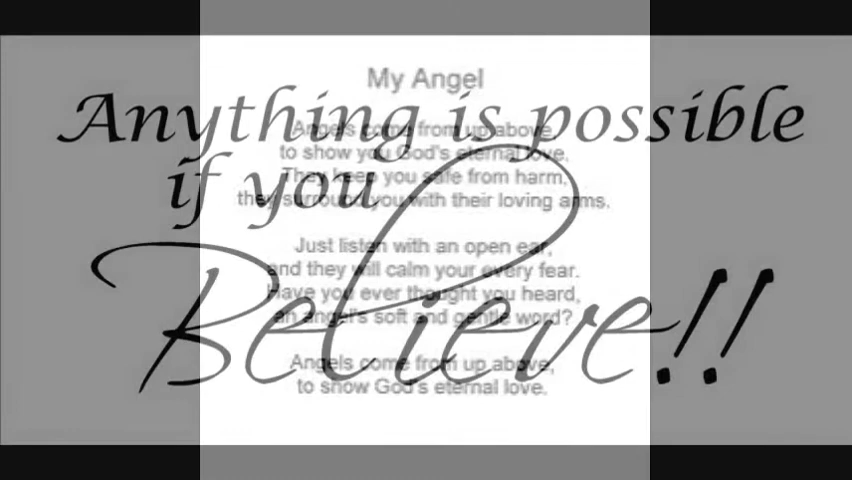 Anything is possible
if you
Believe!!
My Angel
Angels come from up above,
to show you God's eternal love.
They keep you safe from harm,
they surround you with their loving arms.
Just listen with an open ear,
and they will calm your every fear.
Have you ever thought you heard,
an angel's soft and gentle word?
Angels come from up above,
to show God's eternal love.